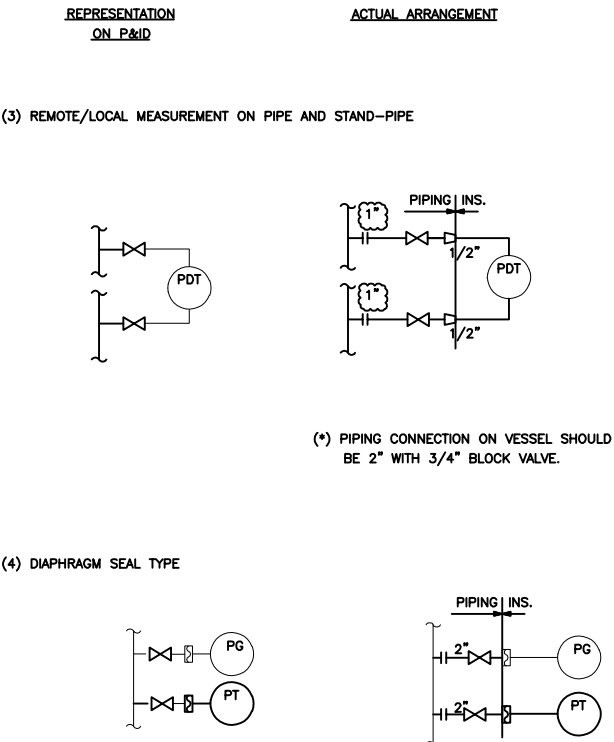 REPRESENTATION
ON P&ID
ACTUAL ARRANGEMENT
(3) REMOTE/LOCAL MEASUREMENT ON PIPE AND STAND-PIPE
PDT
PIPING INS.
1"
1/2"
PDT
1"
1/2"
(*) PIPING CONNECTION ON VESSEL SHOULD
BE 2" WITH 3/4" BLOCK VALVE.
(4) DIAPHRAGM SEAL TYPE
PG
PT
PIPING INS.
2"
PG
2"
PT